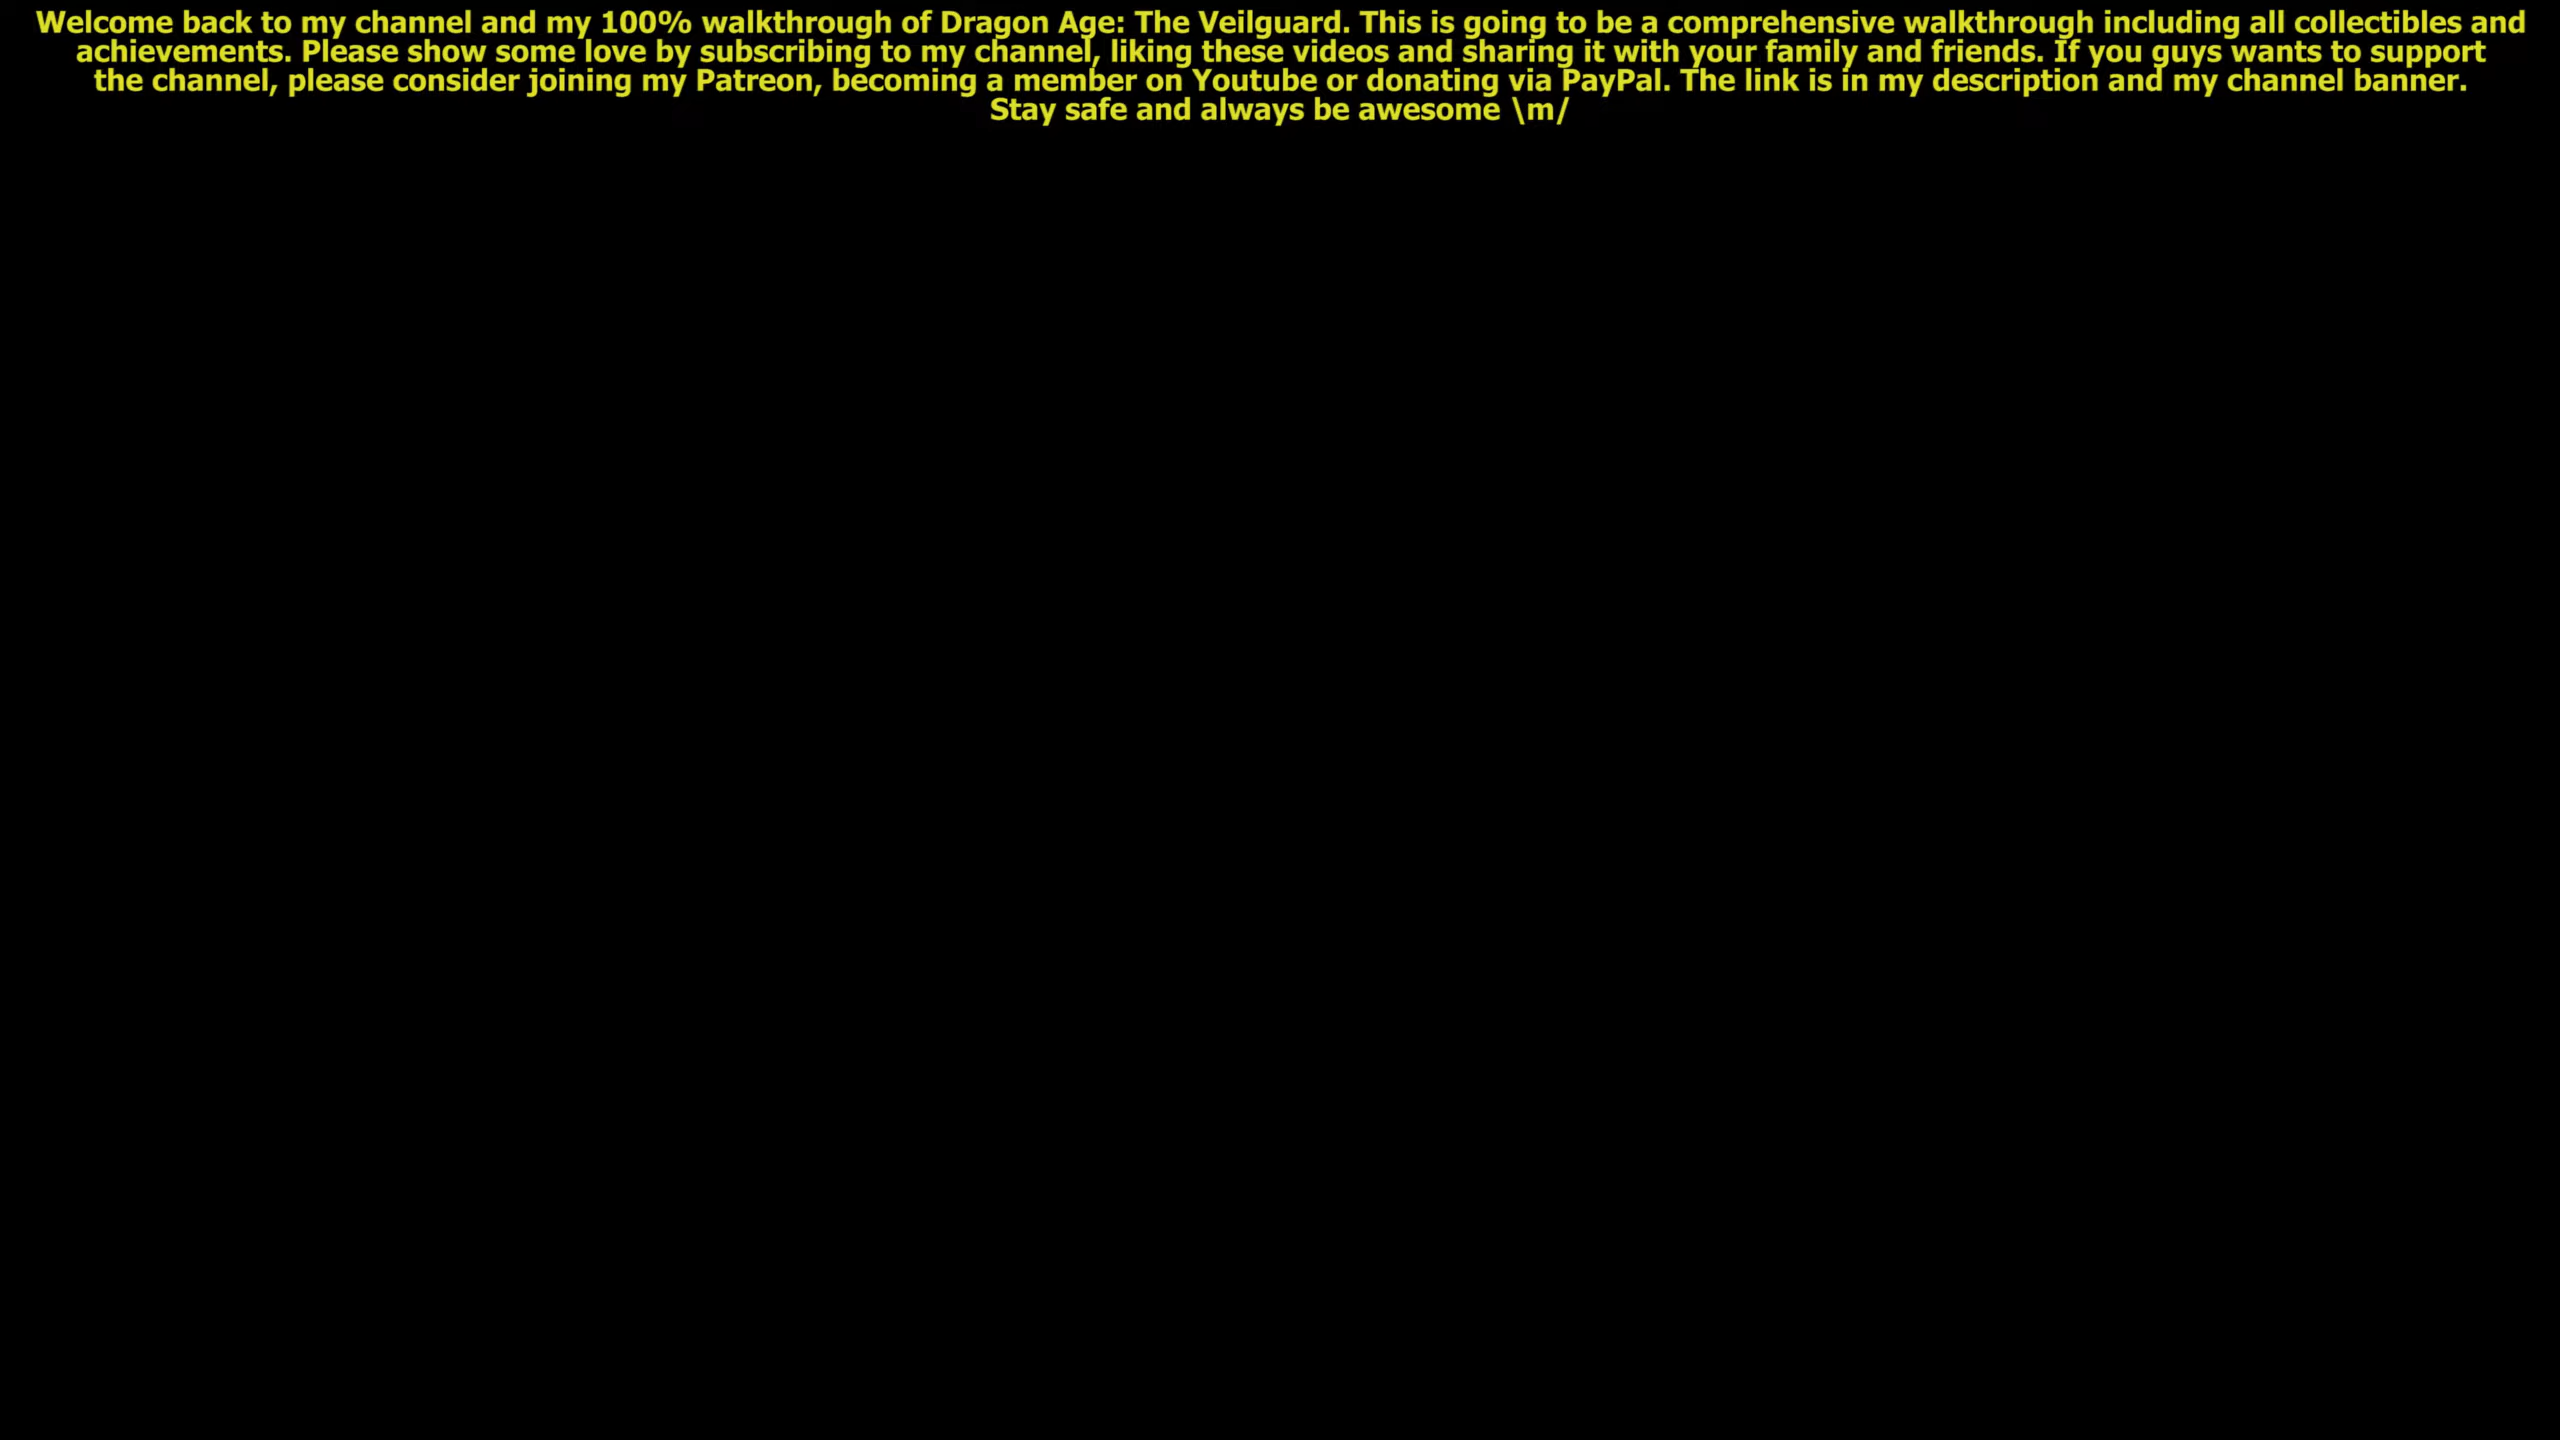 Welcome back to my channel and my 100% walkthrough of Dragon Age: The Veilguard. This is going to be a comprehensive walkthrough including all collectibles and
achievements. Please show some love by subscribing to my channel, liking these videos and sharing it with your family and friends. If you guys wants to support
the channel, please consider joining my Patreon, becoming a member on Youtube or donating via PayPal. The link is in my description and my channel banner.
Stay safe and always be awesome \m/